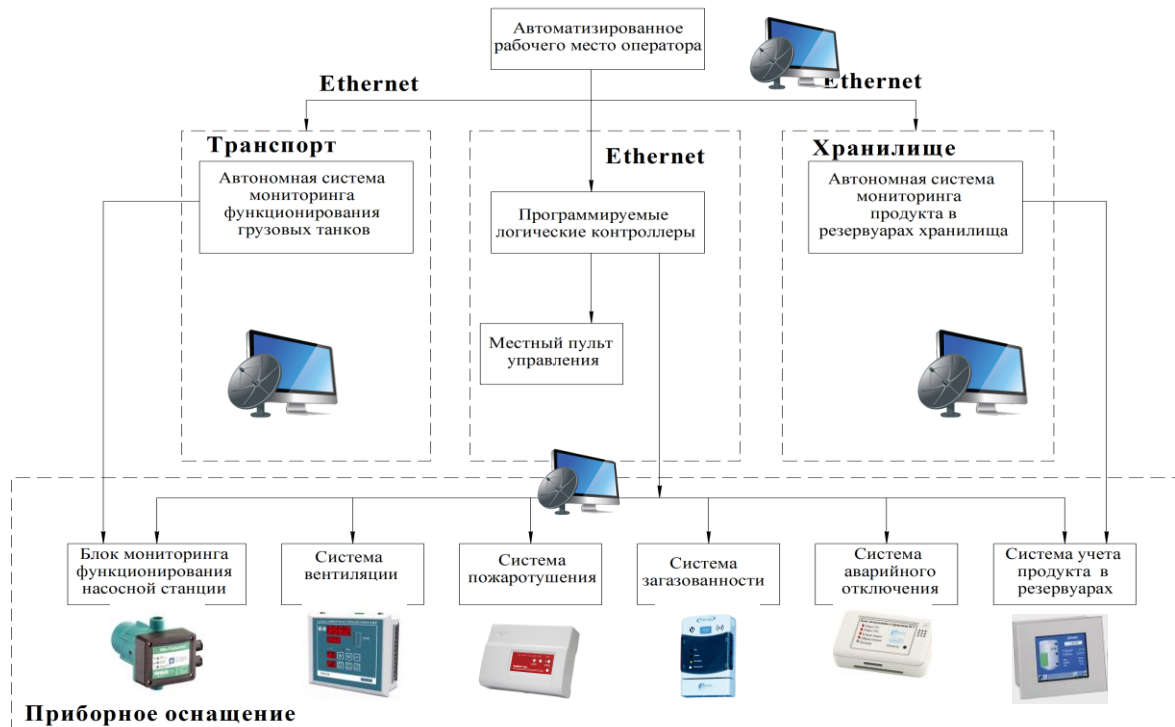 Автоматизированное
рабочего место оператора
Ethernet
Ethernet
Транспорт
Автономная система
мониторинга
функционирования
грузовых танков
Ethernet
Программируемые
логические контроллеры
Местный пульт
управления
Хранилище
Автономная система
мониторинга
продукта в
резервуарах хранилища
Блок мониторинга
функционирования
насосной станции
Система
вентиляции
Система
пожаротушения
Система
загазованности
Система
аварийного
отключения
Система учета
продукта в
резервуарах
Приборное оснащение